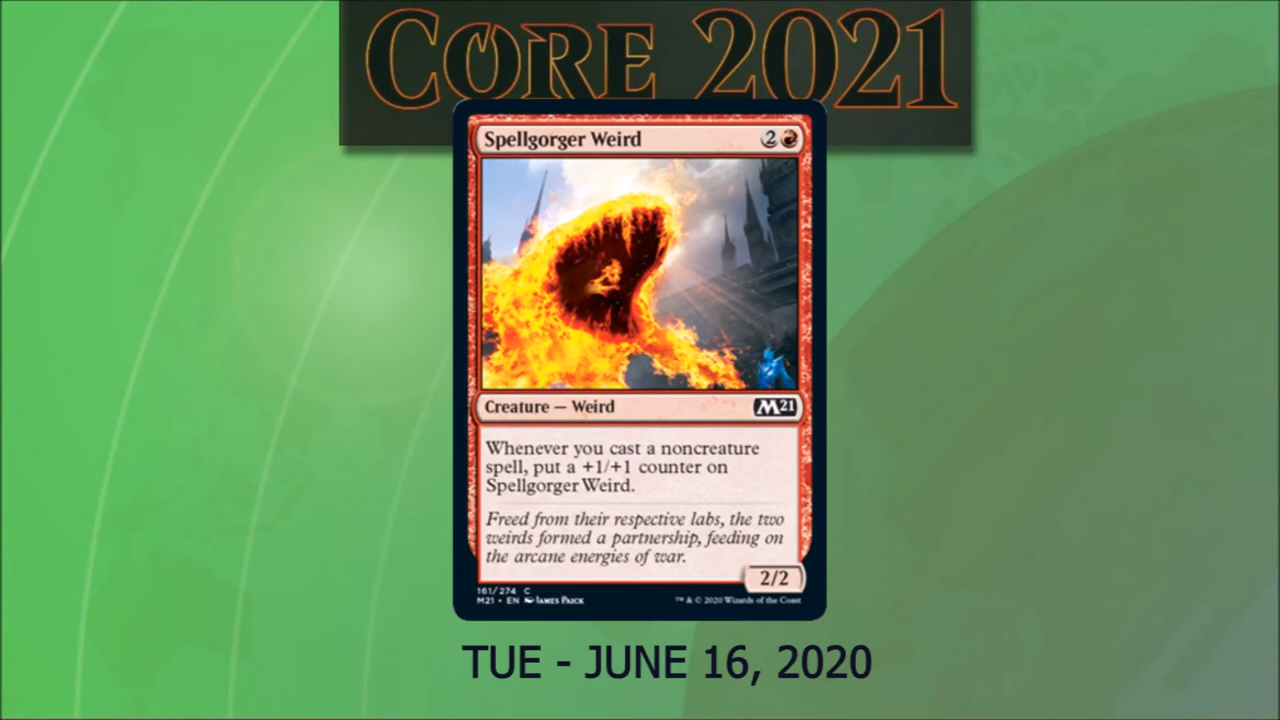 CORE 2021
Spellgorger Weird 2
Creature — Weird M21
Whenever you cast a noncreature
spell, put a +1/+1 counter on
Spellgorger Weird.
Freed from their respective labs, the two
weirds formed a partnership, feeding on
the arcane energies of war.
2/2
161/274 C
M21 • EN JAMES PAICK
™ & © 2020 Wizards of the Coast
TUE - JUNE 16, 2020